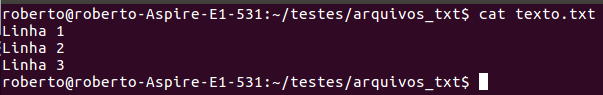 roberto@roberto-Aspire-E1-531:~/testes/arquivos_txt$ cat texto.txt
Linha 1
Linha 2
Linha 3
roberto@roberto-Aspire-E1-531:~/testes/arquivos_txt$